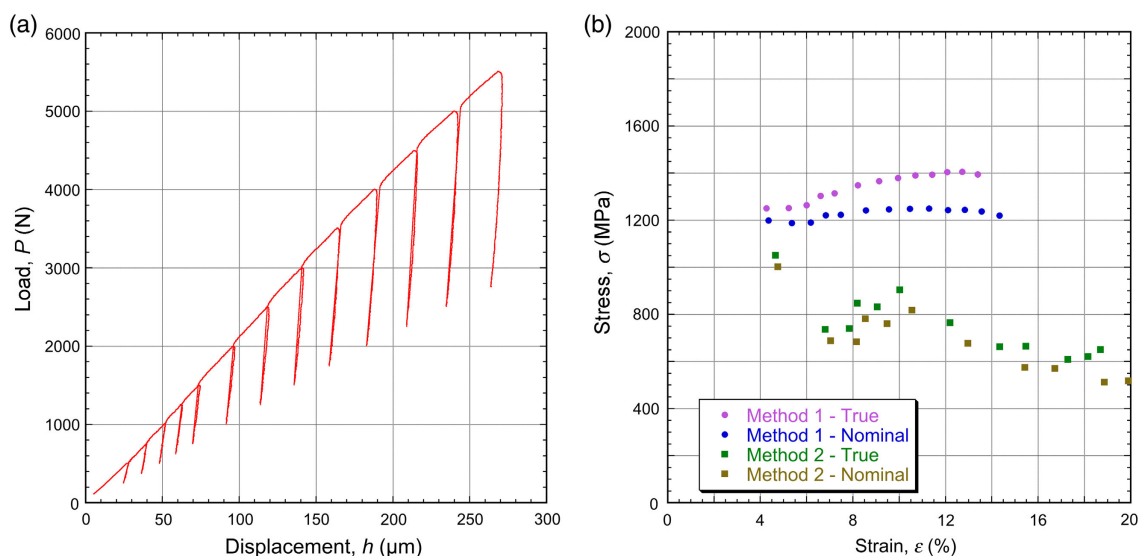 (a)
6000
5000
4000
3000
2000
1000
0
Load, P (N)
0 50 100 150 200 250 300
Displacement, h (μm)
(b)
2000
1600
1200
800
400
0
Stress, σ (MPa)
Method 1 - True
Method 1 - Nominal
Method 2 - True
Method 2 - Nominal
0 4 8 12 16 20
Strain, ε (%)